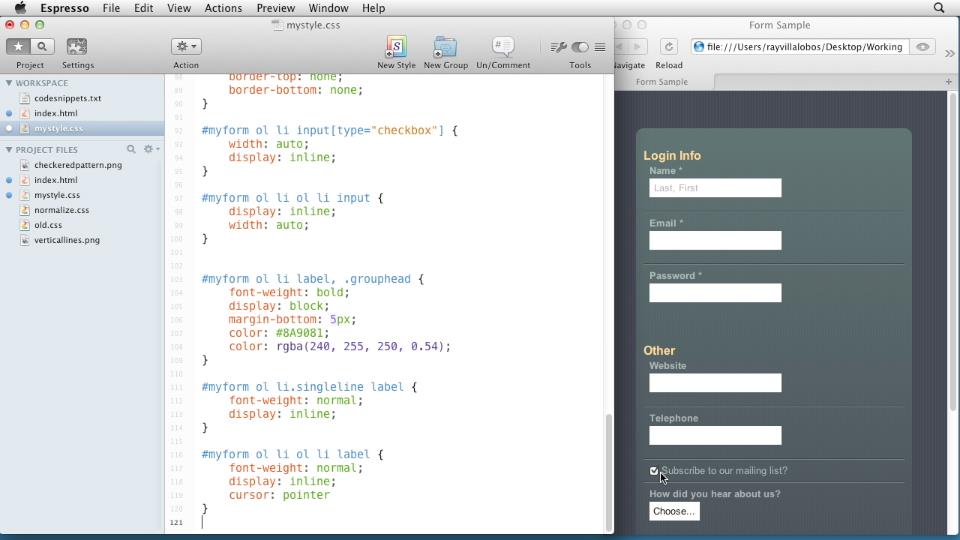 Espresso File Edit View Actions Preview Window Help
mystyle.css
Project Settings Action New Style New Group Un/Comment Tools
WORKSPACE
codesnippets.txt
index.html
mystyle.css
PROJECT FILES
checkeredpattern.png
index.html
mystyle.css
normalize.css
old.css
verticallines.png
border-top: none;
89 border-bottom: none;
90 }
91
92 #myform ol li input[type="checkbox"] {
93 width: auto;
94 display: inline;
95 }
96
97 #myform ol li ol li input {
98 display: inline;
99 width: auto;
100 }
101
102
103 #myform ol li label, .grouphead {
104 font-weight: bold;
105 display: block;
106 margin-bottom: 5px;
107 color: #8A9081;
108 color: rgba(240, 255, 250, 0.54);
109 }
110
111 #myform ol li.singleline label {
112 font-weight: normal;
113 display: inline;
114 }
115
116 #myform ol li ol li label {
117 font-weight: normal;
118 display: inline;
119 cursor: pointer
120 }
121
Form Sample
file:///Users/rayvillalobos/Desktop/Working
Navigate Reload
Form Sample
Login Info
Name *
Last, First
Email *
Password *
Other
Website
Telephone
Subscribe to our mailing list?
How did you hear about us?
Choose...